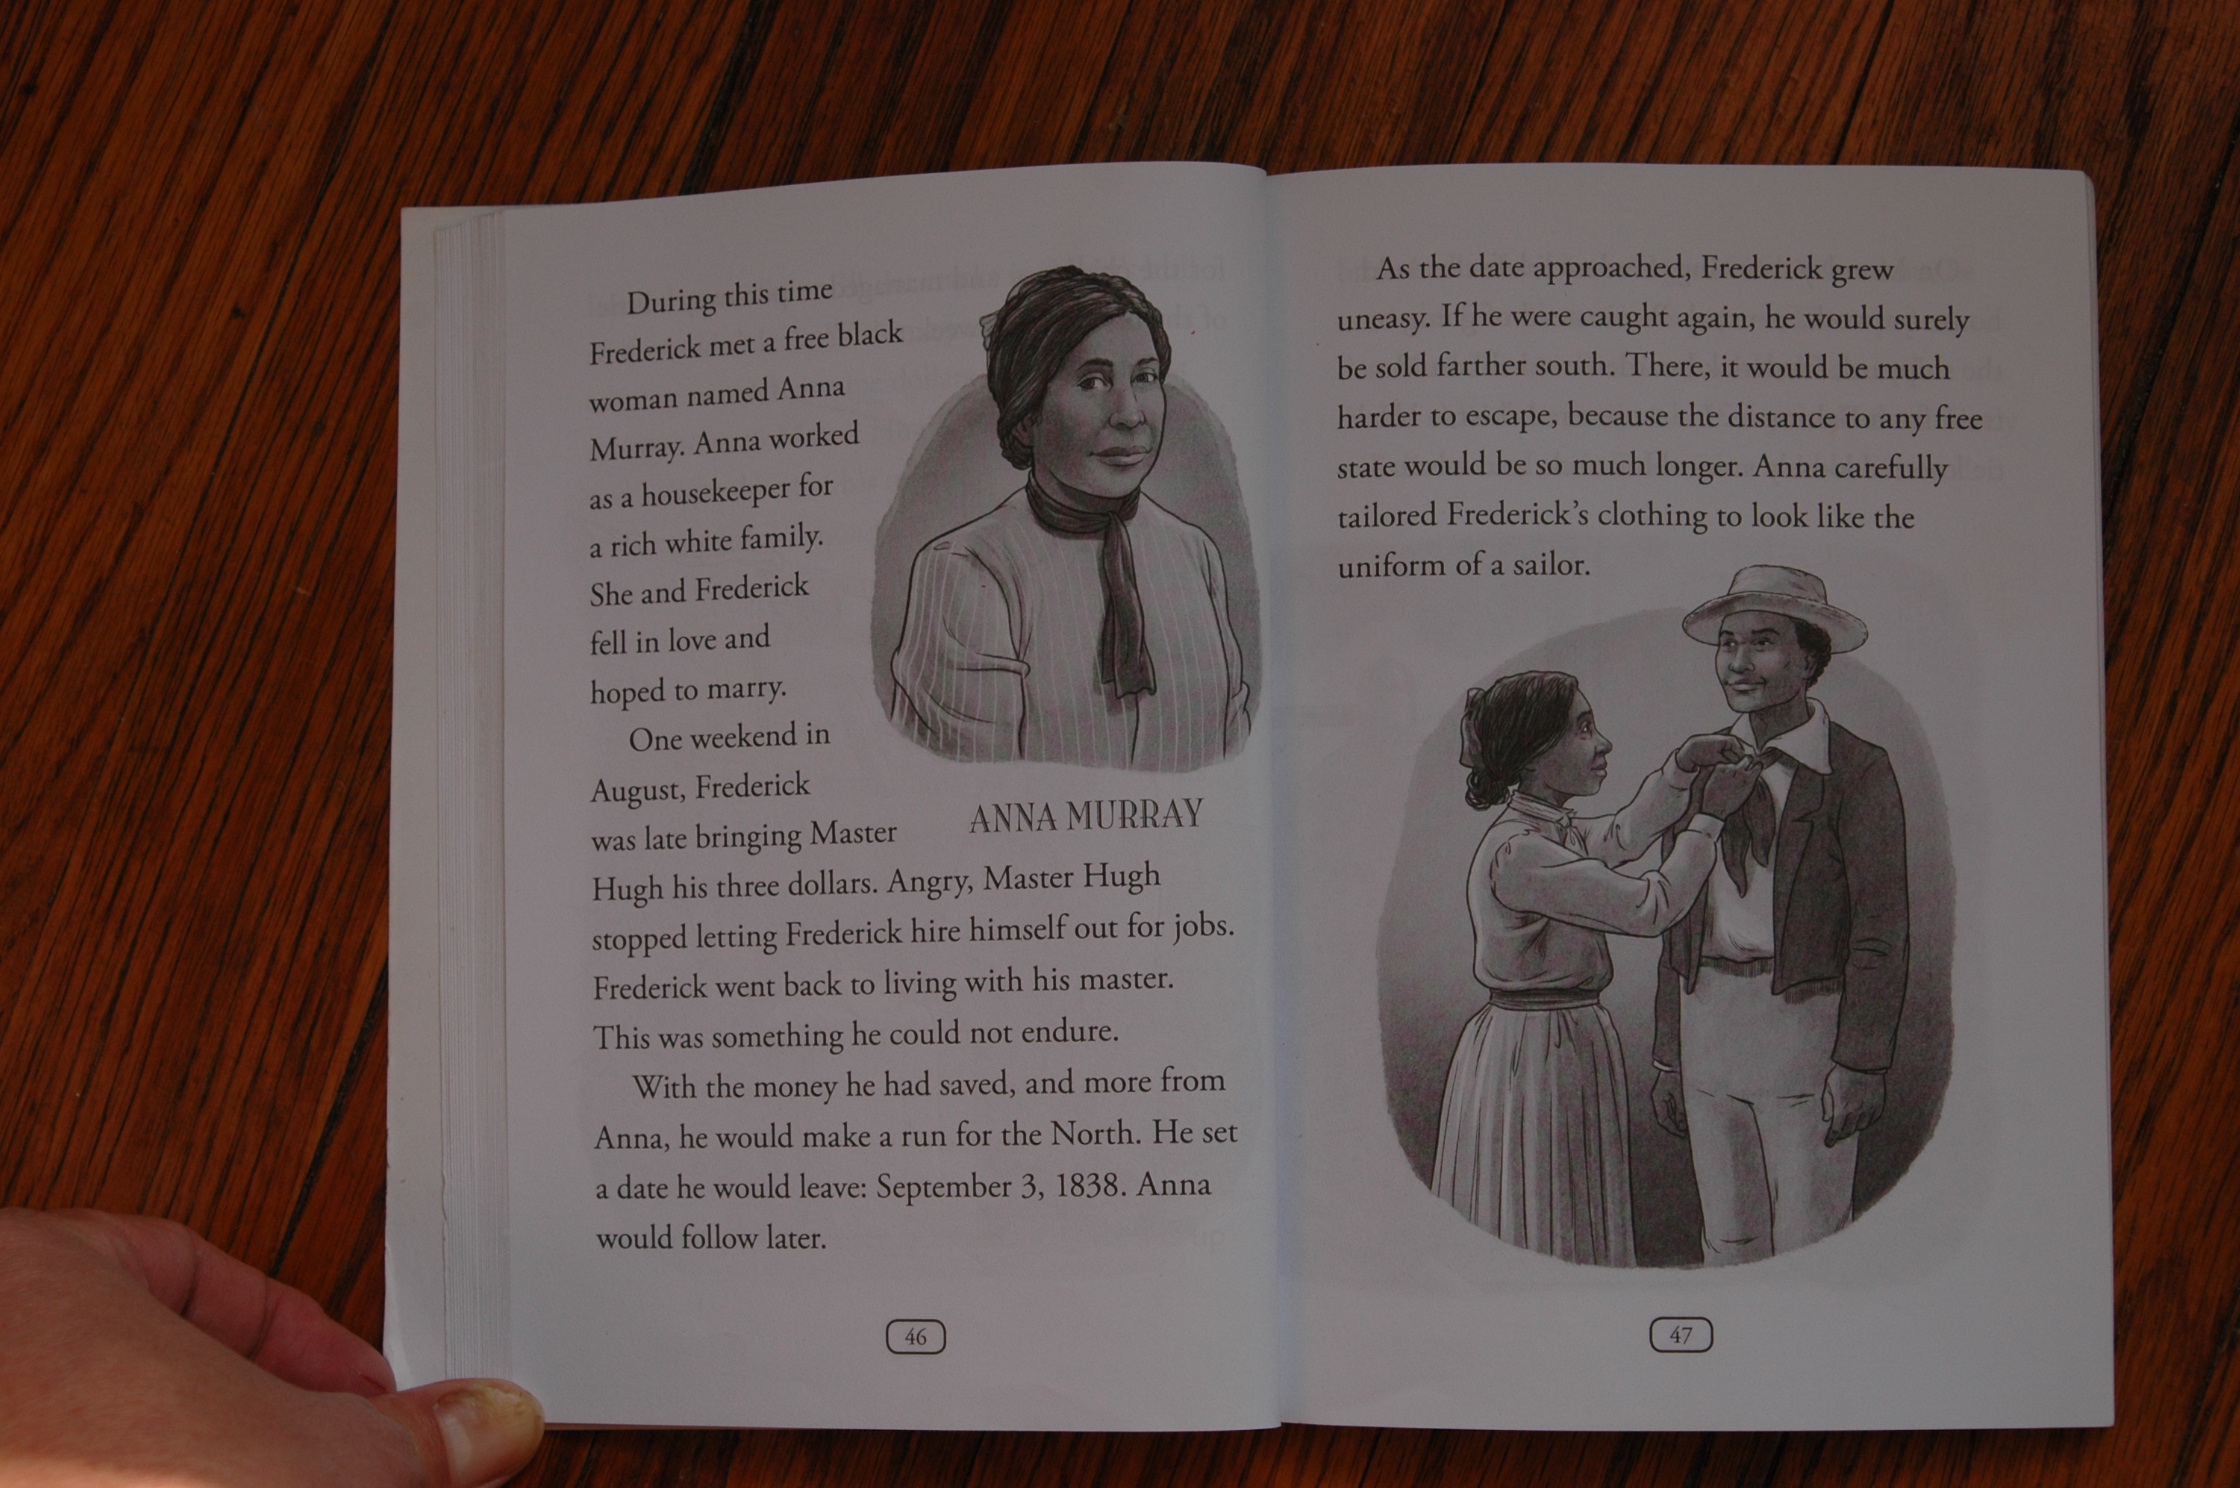 During this time
Frederick met a free black
woman named Anna
Murray. Anna worked
as a housekeeper for
a rich white family.
She and Frederick
fell in love and
hoped to marry.
One weekend in
August, Frederick
was late bringing Master
ANNA MURRAY
Hugh his three dollars. Angry, Master Hugh
stopped letting Frederick hire himself out for jobs.
Frederick went back to living with his master.
This was something he could not endure.
With the money he had saved, and more from
Anna, he would make a run for the North. He set
a date he would leave: September 3, 1838. Anna
would follow later.
46
As the date approached, Frederick grew
uneasy. If he were caught again, he would surely
be sold farther south. There, it would be much
harder to escape, because the distance to any free
state would be so much longer. Anna carefully
tailored Frederick's clothing to look like the
uniform of a sailor.
47